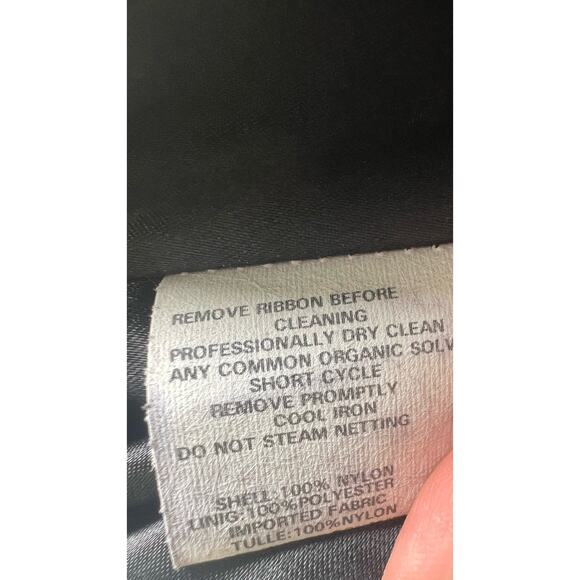 REMOVE RIBBON BEFORE
CLEANING
PROFESSIONALLY DRY CLEAN
ANY COMMON ORGANIC SOLV
SHORT CYCLE
REMOVE PROMPTLY
COOL IRON
DO NOT STEAM NETTING
SHELL:100% NYLON
LINIG:100%POLYESTER
IMPORTED FABRIC
TULLE:100%NYLON